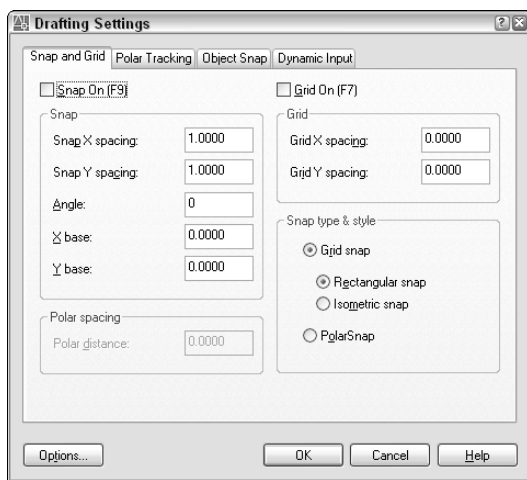 Drafting Settings
Snap and Grid Polar Tracking Object Snap Dynamic Input
Snap On (F9)
Snap
Snap X spacing: 1.0000
Snap Y spacing: 1.0000
Angle: 0
X base: 0.0000
Y base: 0.0000
Polar spacing
Polar distance: 0.0000
Grid On (F7)
Grid
Grid X spacing: 0.0000
Grid Y spacing: 0.0000
Snap type & style
Grid snap
Rectangular snap
Isometric snap
PolarSnap
Options... OK Cancel Help